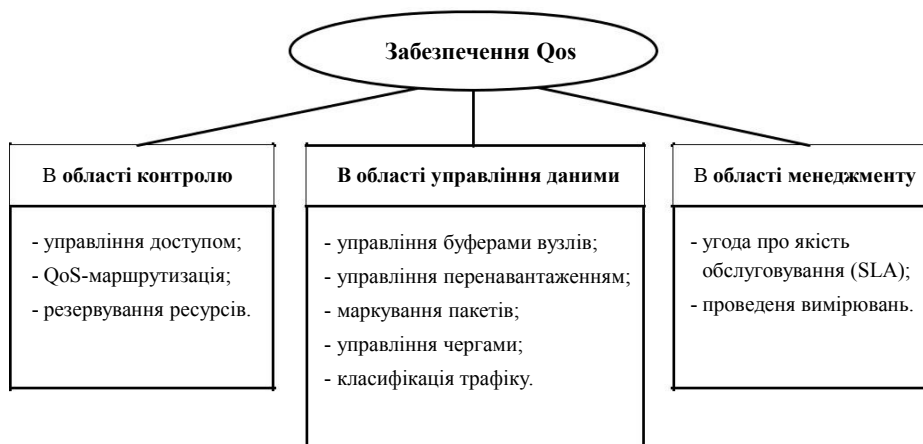 Забезпечення Qos
В області контролю
- управління доступом;
- QoS-маршрутизація;
- резервування ресурсів.
В області управління даними
- управління буферами вузлів;
- управління перенавантаженням;
- маркування пакетів;
- управління чергами;
- класифікація трафіку.
В області менеджменту
- угода про якість
обслуговування (SLA);
- проведеня вимірювань.